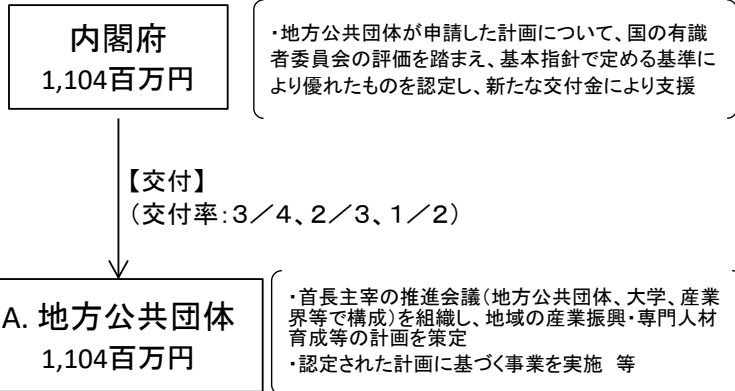 内閣府
1,104百万円
・地方公共団体が申請した計画について、国の有識
者委員会の評価を踏まえ、基本指針で定める基準に
より優れたものを認定し、新たな交付金により支援
【交付】
（交付率：３／４、２／３、１／２）
A. 地方公共団体
1,104百万円
・首長主宰の推進会議（地方公共団体、大学、産業
界等で構成）を組織し、地域の産業振興・専門人材
育成等の計画を策定
・認定された計画に基づく事業を実施　等